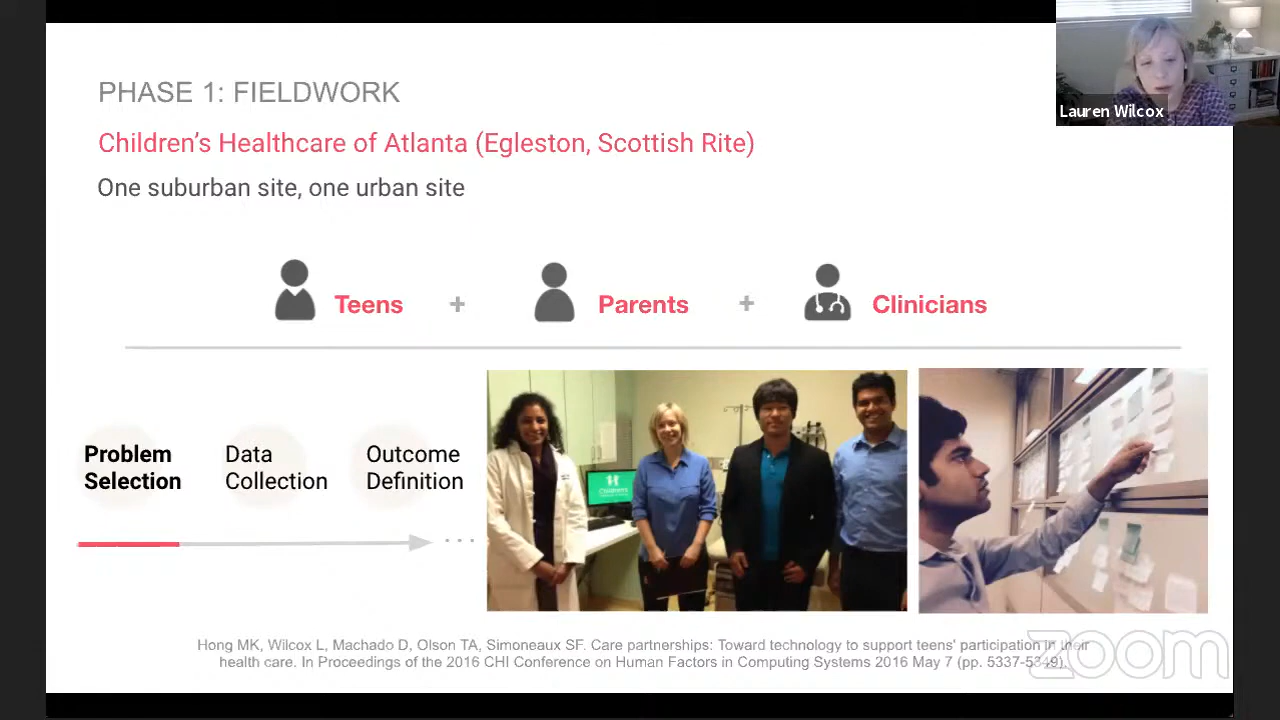 PHASE 1: FIELDWORK
Lauren Wilcox
Children's Healthcare of Atlanta (Egleston, Scottish Rite)
One suburban site, one urban site
Teens + Parents + Clinicians
Problem Selection
Data Collection
Outcome Definition
...
Children's
Hong MK, Wilcox L, Machado D, Olson TA, Simoneaux SF. Care partnerships: Toward technology to support teens' participation in their
health care. In Proceedings of the 2016 CHI Conference on Human Factors in Computing Systems 2016 May 7 (pp. 5337-5349).
zoom